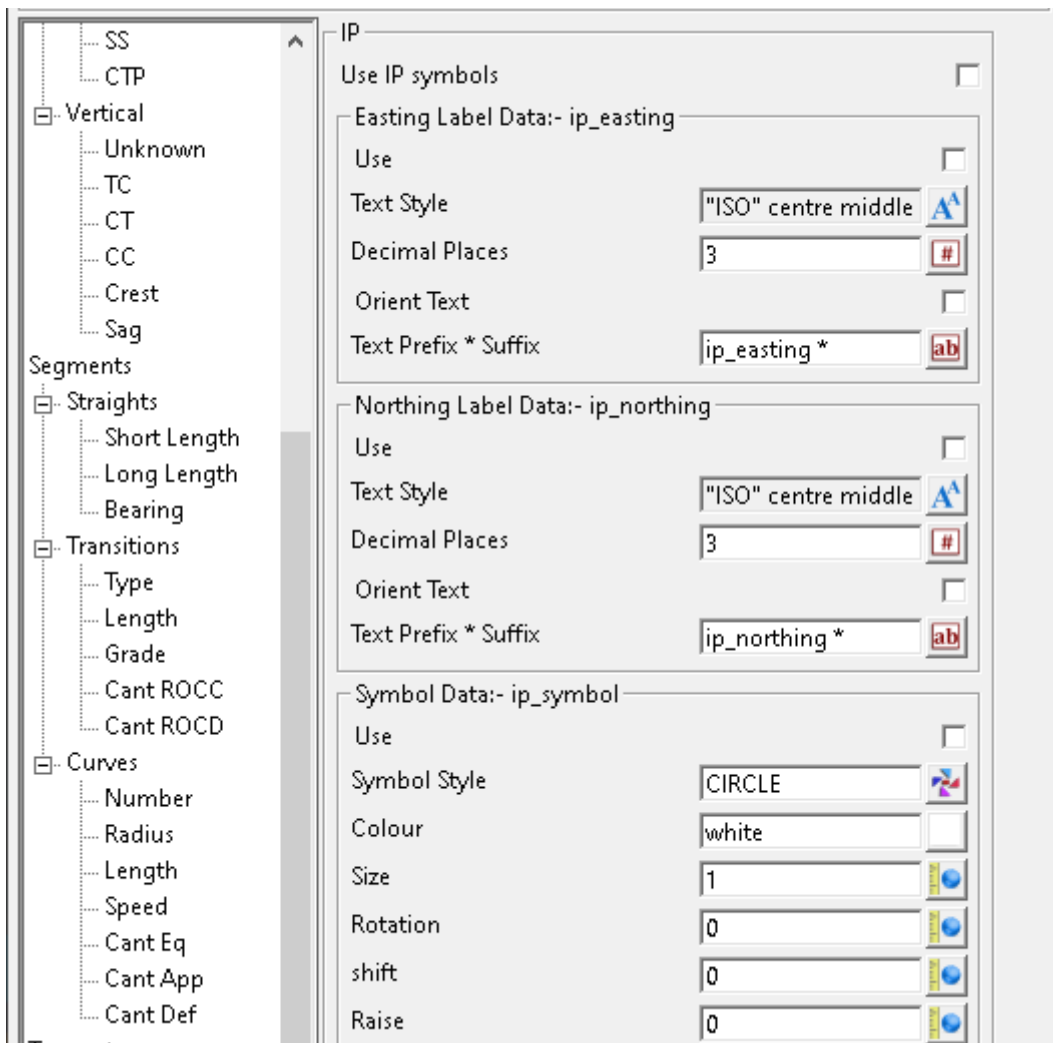 SS
CTP
Vertical
Unknown
TC
CT
CC
Crest
Sag
Segments
Straights
Short Length
Long Length
Bearing
Transitions
Type
Length
Grade
Cant ROCC
Cant ROCD
Curves
Number
Radius
Length
Speed
Cant Eq
Cant App
Cant Def
IP
Use IP symbols
Easting Label Data:- ip_easting
Use
Text Style "ISO" centre middle
Decimal Places 3
Orient Text
Text Prefix * Suffix ip_easting *
Northing Label Data:- ip_northing
Use
Text Style "ISO" centre middle
Decimal Places 3
Orient Text
Text Prefix * Suffix ip_northing *
Symbol Data:- ip_symbol
Use
Symbol Style CIRCLE
Colour white
Size 1
Rotation 0
shift 0
Raise 0